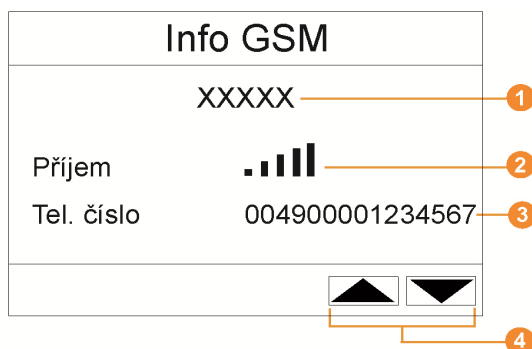 Info GSM
XXXXX
1
Příjem
2
Tel. číslo 004900001234567
3
4